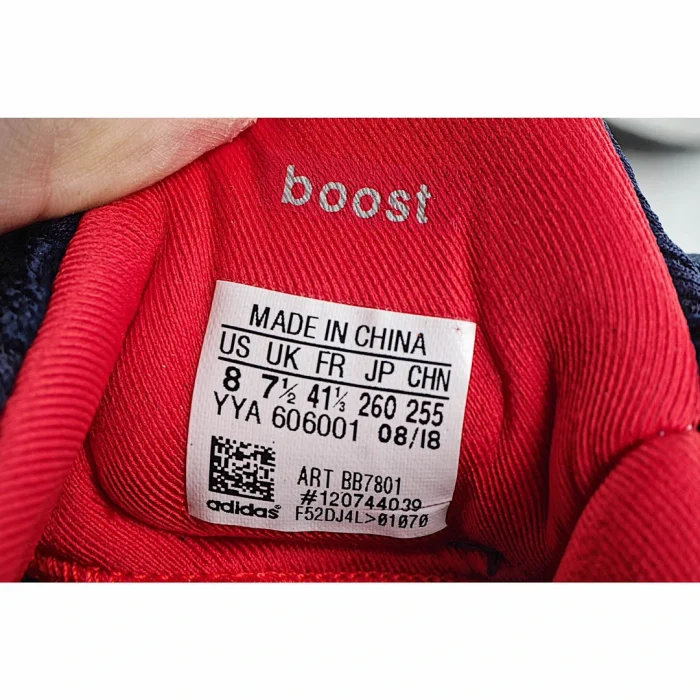 boost
MADE IN CHINA
US UK FR JP CHN
8 7½ 41⅓ 260 255
YYA 606001 08/18
ART BB7801
#120744039
adidas F52DJ4L>01070